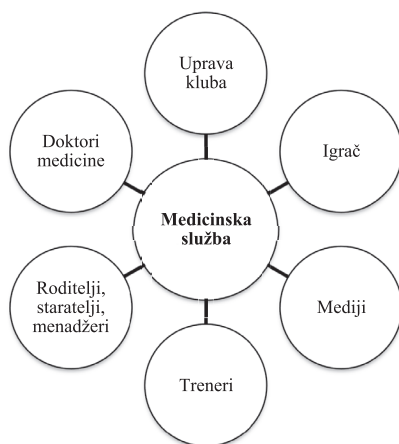 Uprava
kluba
Doktori
medicine
Igrač
Medicinska
služba
Roditelji,
staratelji,
menadžeri
Mediji
Treneri